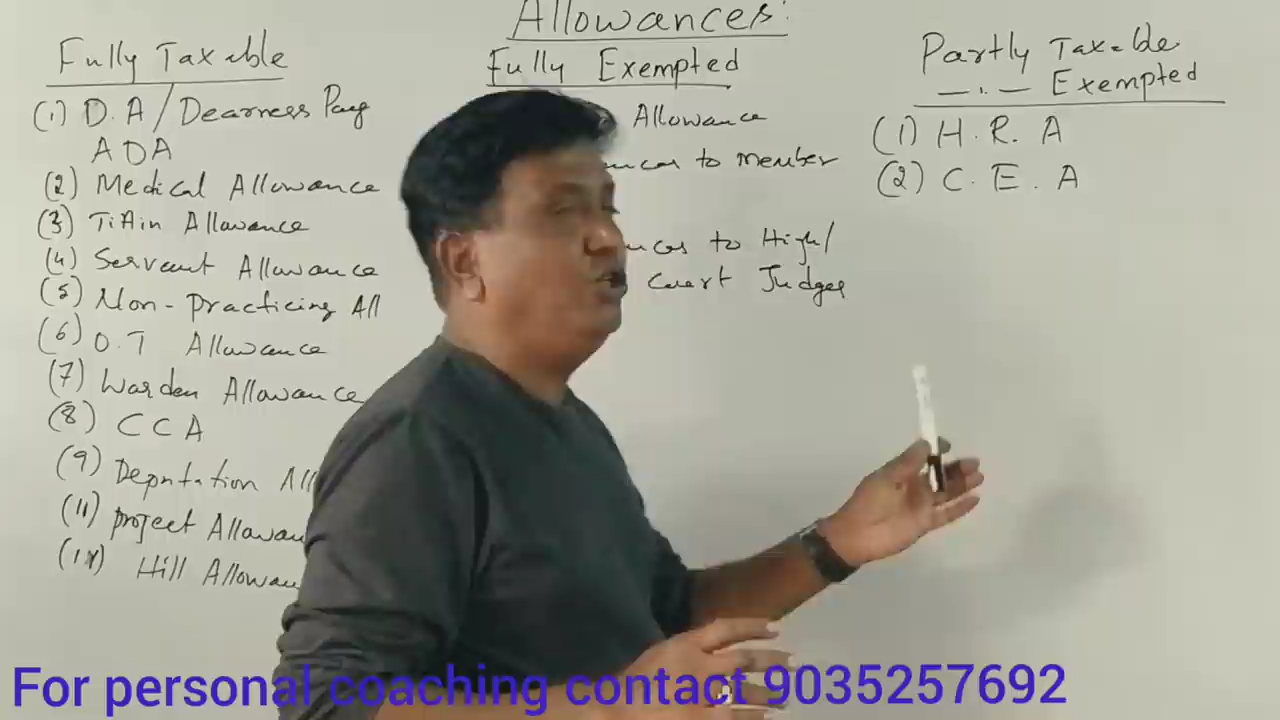 Allowances:
Fully Taxable
(1) D.A / Dearness Pay
ADA
(2) Medical Allowance
(3) Tiffin Allowance
(4) Servant Allowance
(5) Non-practicing All
(6) O.T Allowance
(7) Warden Allowance
(8) CCA
(9) Deputation All
(11) project Allowan
Hill Allowan
Fully Exempted
Allowance
to member
to High/
Court Judges
Partly Taxable
—.— Exempted
(1) H.R.A
(2) C.E.A
For personal coaching contact 9035257692